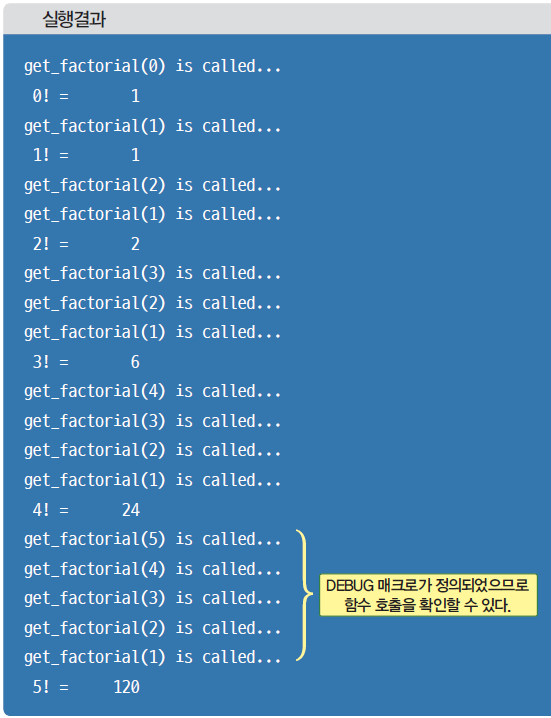 실행결과
get_factorial(0) is called...
 0! =       1
get_factorial(1) is called...
 1! =       1
get_factorial(2) is called...
get_factorial(1) is called...
 2! =       2
get_factorial(3) is called...
get_factorial(2) is called...
get_factorial(1) is called...
 3! =       6
get_factorial(4) is called...
get_factorial(3) is called...
get_factorial(2) is called...
get_factorial(1) is called...
 4! =      24
get_factorial(5) is called...
get_factorial(4) is called...
get_factorial(3) is called...
get_factorial(2) is called...
get_factorial(1) is called...
 5! =     120
DEBUG 매크로가 정의되었으므로
함수 호출을 확인할 수 있다.